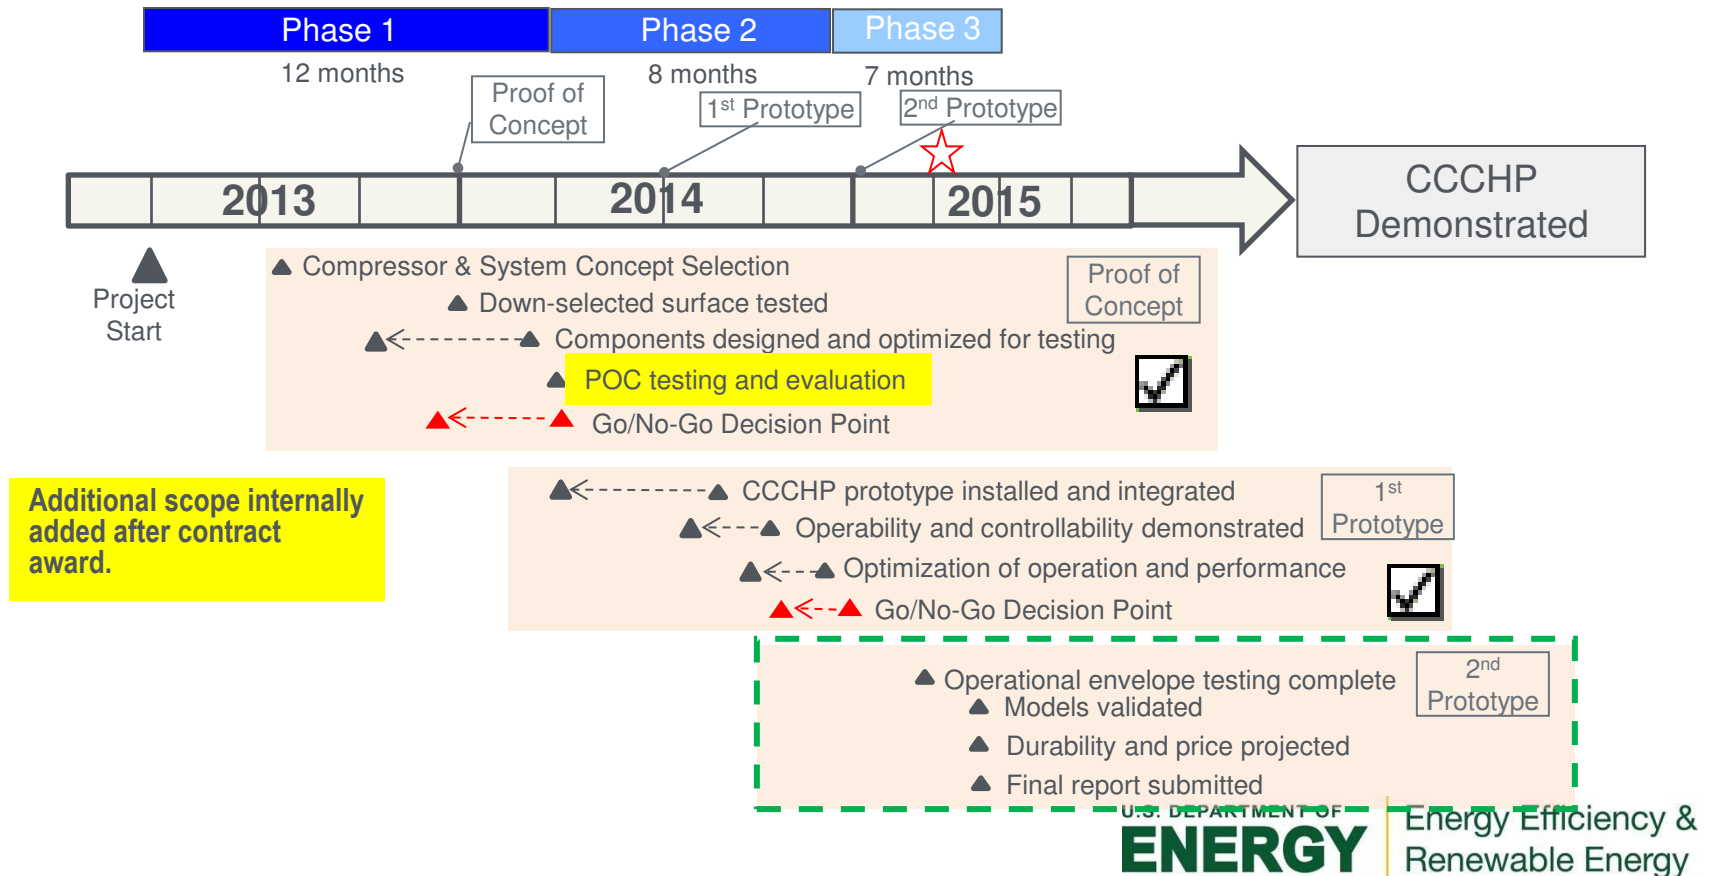 Phase 1
Phase 2
Phase 3
12 months
8 months
7 months
Proof of
Concept
1st Prototype
2nd Prototype
2013
2014
2015
CCCHP
Demonstrated
Project
Start
Compressor & System Concept Selection
Proof of
Concept
Down-selected surface tested
Components designed and optimized for testing
POC testing and evaluation
Go/No-Go Decision Point
Additional scope internally
added after contract
award.
CCCHP prototype installed and integrated
1st
Prototype
Operability and controllability demonstrated
Optimization of operation and performance
Go/No-Go Decision Point
Operational envelope testing complete
2nd
Prototype
Models validated
Durability and price projected
Final report submitted
U.S. DEPARTMENT OF
ENERGY
Energy Efficiency &
Renewable Energy